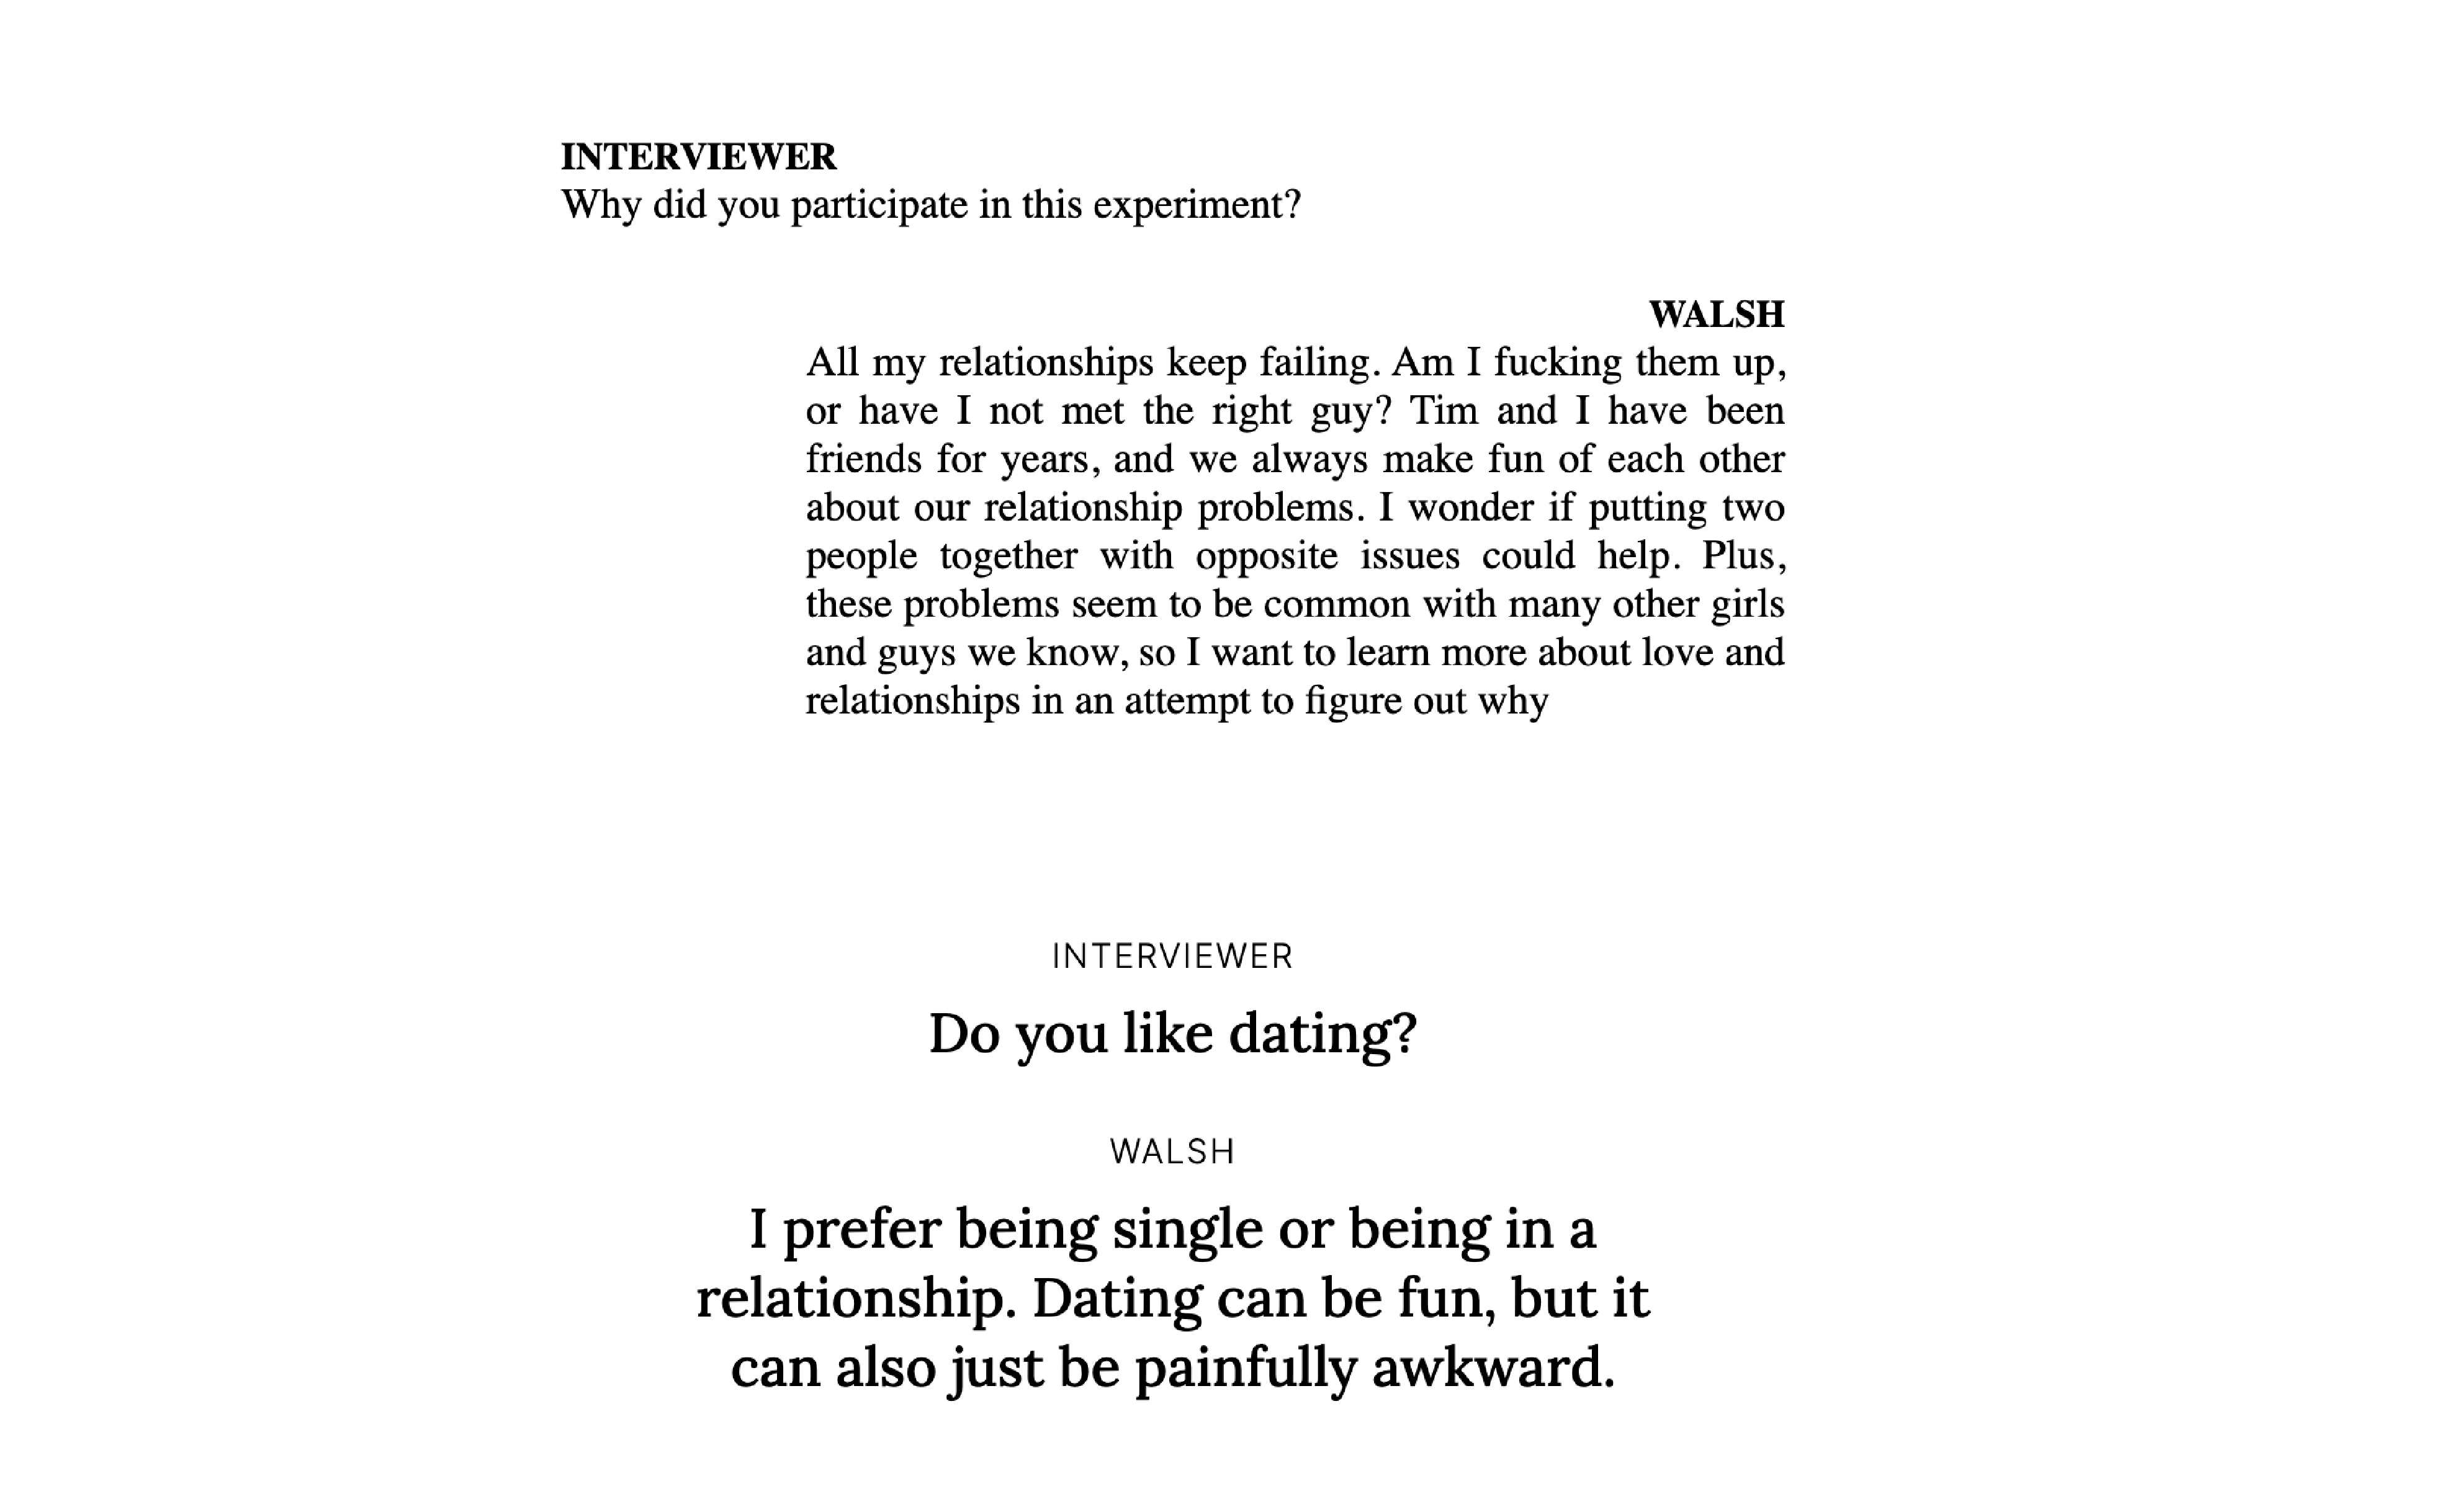 INTERVIEWER
Why did you participate in this experiment?
WALSH
All my relationships keep failing. Am I fucking them up,
or have I not met the right guy? Tim and I have been
friends for years, and we always make fun of each other
about our relationship problems. I wonder if putting two
people together with opposite issues could help. Plus,
these problems seem to be common with many other girls
and guys we know, so I want to learn more about love and
relationships in an attempt to figure out why
INTERVIEWER
Do you like dating?
WALSH
I prefer being single or being in a
relationship. Dating can be fun, but it
can also just be painfully awkward.